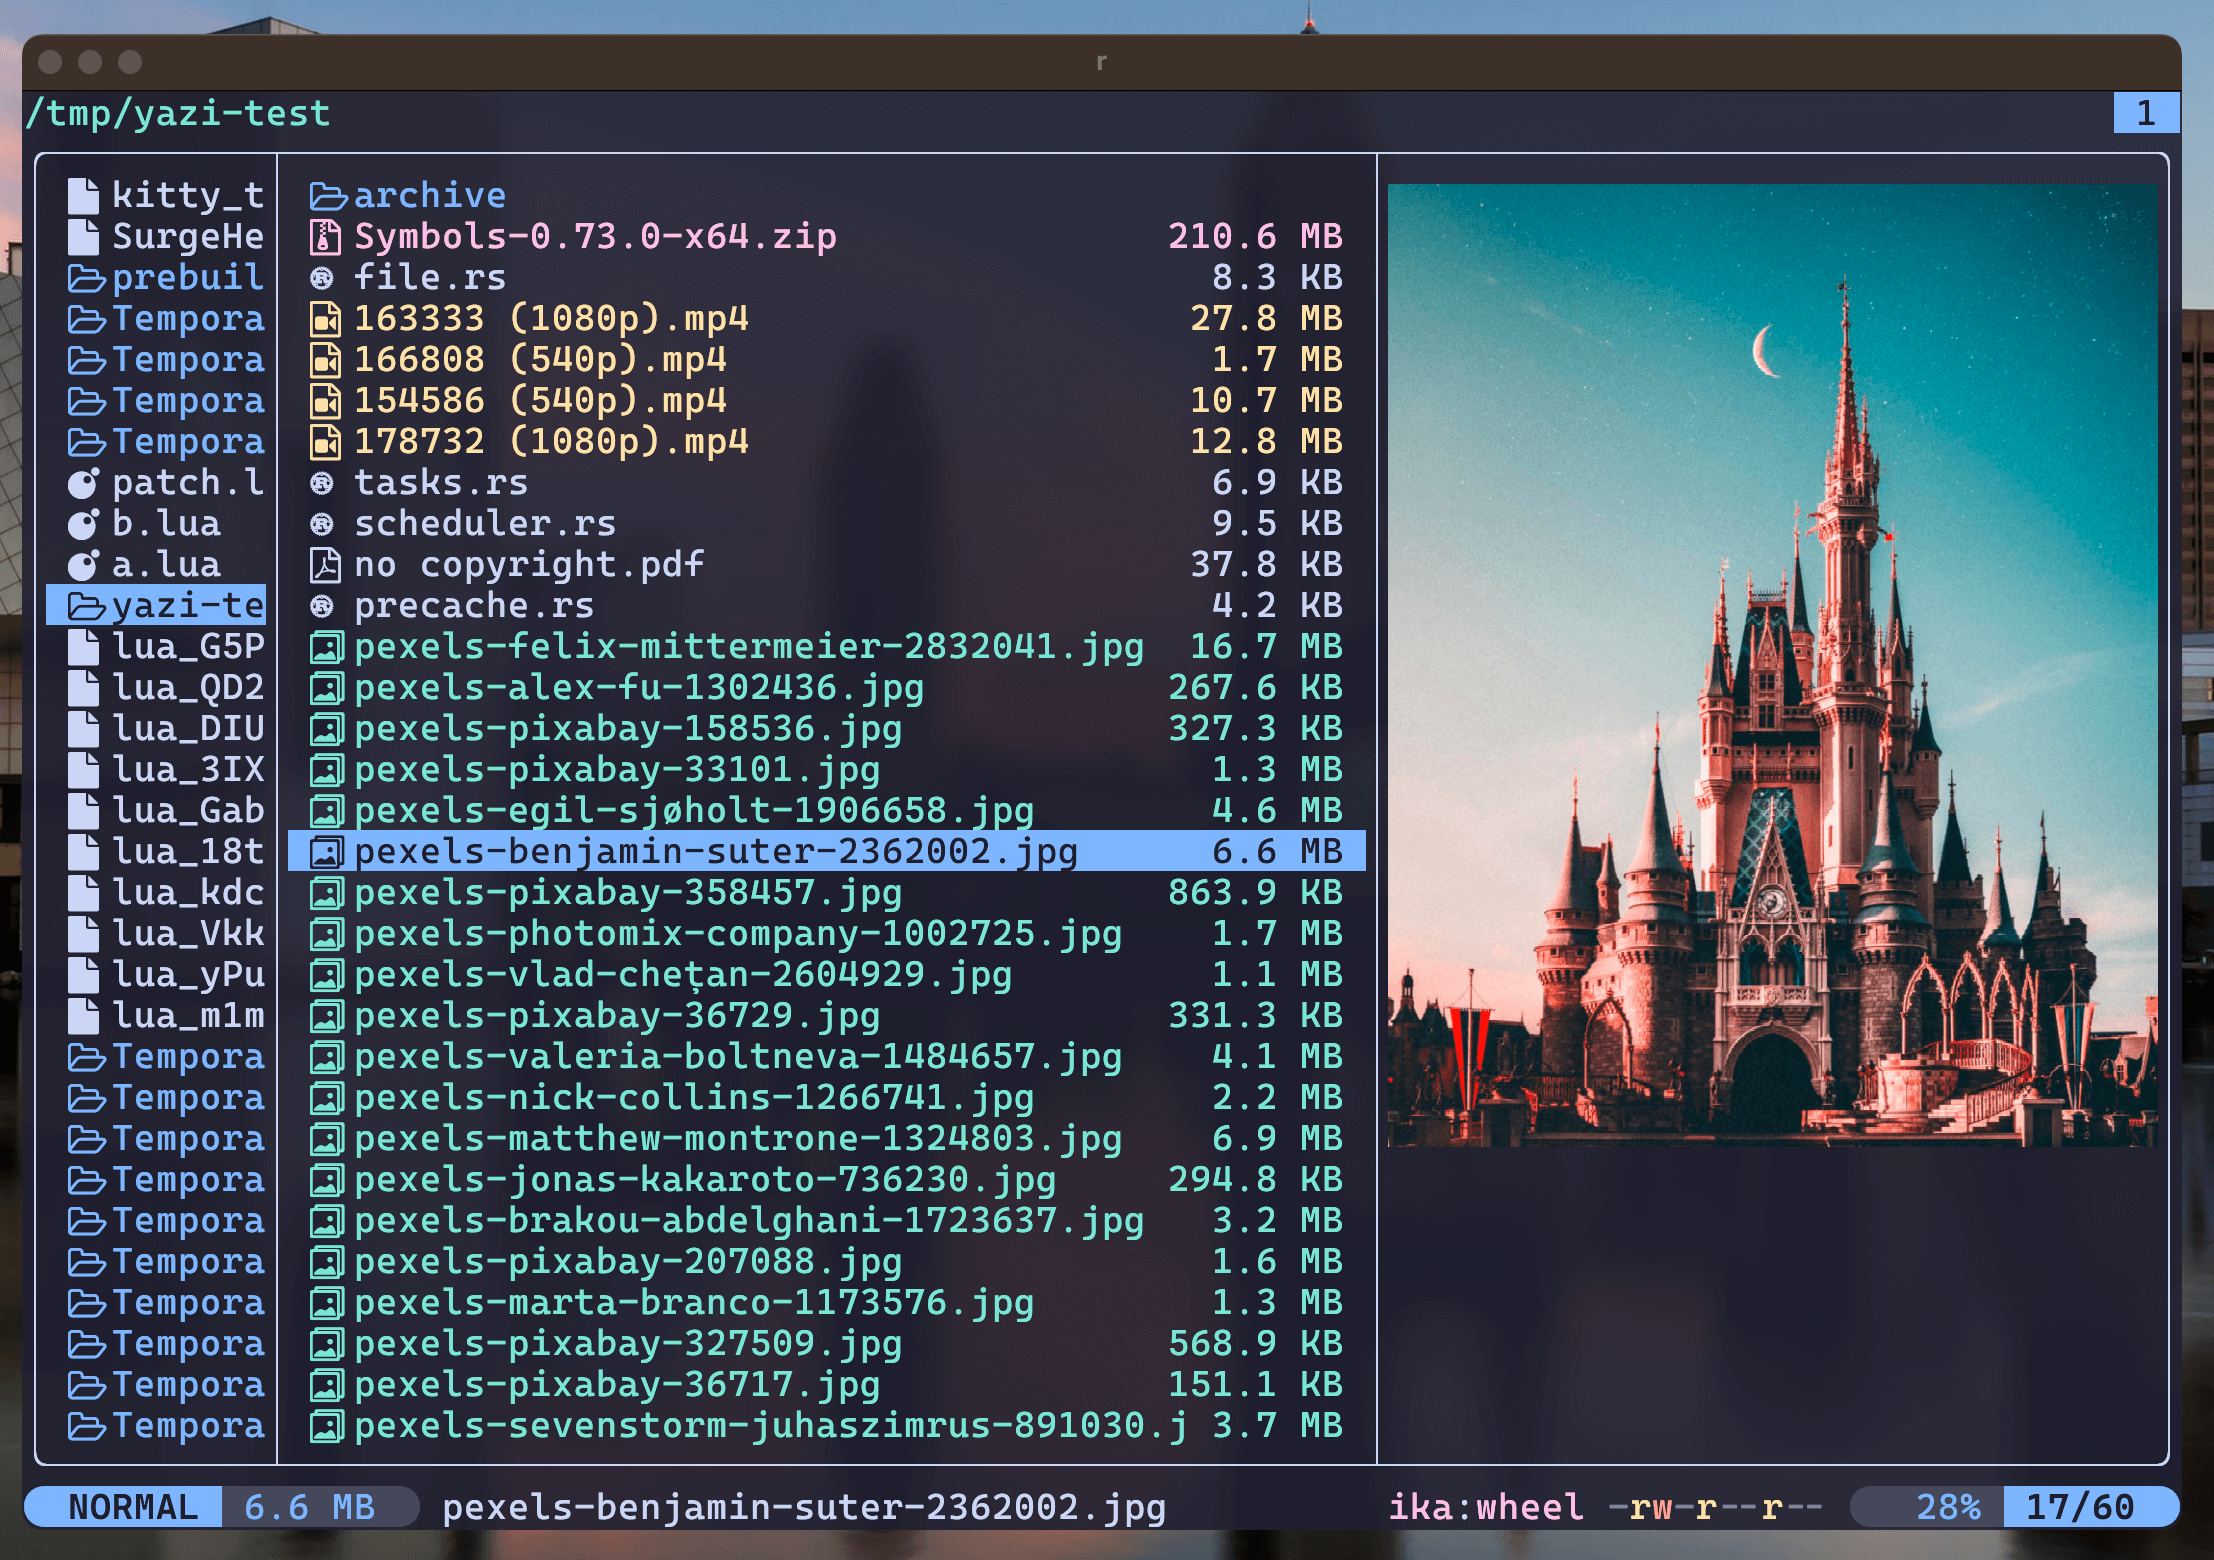 r
/tmp/yazi-test
1
kitty_t
SurgeHe
prebuil
Tempora
Tempora
Tempora
Tempora
patch.l
b.lua
a.lua
yazi-te
lua_G5P
lua_QD2
lua_DIU
lua_3IX
lua_Gab
lua_18t
lua_kdc
lua_Vkk
lua_yPu
lua_m1m
Tempora
Tempora
Tempora
Tempora
Tempora
Tempora
Tempora
Tempora
Tempora
Tempora
archive
Symbols-0.73.0-x64.zip 210.6 MB
file.rs 8.3 KB
163333 (1080p).mp4 27.8 MB
166808 (540p).mp4 1.7 MB
154586 (540p).mp4 10.7 MB
178732 (1080p).mp4 12.8 MB
tasks.rs 6.9 KB
scheduler.rs 9.5 KB
no copyright.pdf 37.8 KB
precache.rs 4.2 KB
pexels-felix-mittermeier-2832041.jpg 16.7 MB
pexels-alex-fu-1302436.jpg 267.6 KB
pexels-pixabay-158536.jpg 327.3 KB
pexels-pixabay-33101.jpg 1.3 MB
pexels-egil-sjøholt-1906658.jpg 4.6 MB
pexels-benjamin-suter-2362002.jpg 6.6 MB
pexels-pixabay-358457.jpg 863.9 KB
pexels-photomix-company-1002725.jpg 1.7 MB
pexels-vlad-chețan-2604929.jpg 1.1 MB
pexels-pixabay-36729.jpg 331.3 KB
pexels-valeria-boltneva-1484657.jpg 4.1 MB
pexels-nick-collins-1266741.jpg 2.2 MB
pexels-matthew-montrone-1324803.jpg 6.9 MB
pexels-jonas-kakaroto-736230.jpg 294.8 KB
pexels-brakou-abdelghani-1723637.jpg 3.2 MB
pexels-pixabay-207088.jpg 1.6 MB
pexels-marta-branco-1173576.jpg 1.3 MB
pexels-pixabay-327509.jpg 568.9 KB
pexels-pixabay-36717.jpg 151.1 KB
pexels-sevenstorm-juhaszimrus-891030.j 3.7 MB
NORMAL 6.6 MB pexels-benjamin-suter-2362002.jpg ika:wheel -rw-r--r-- 28% 17/60